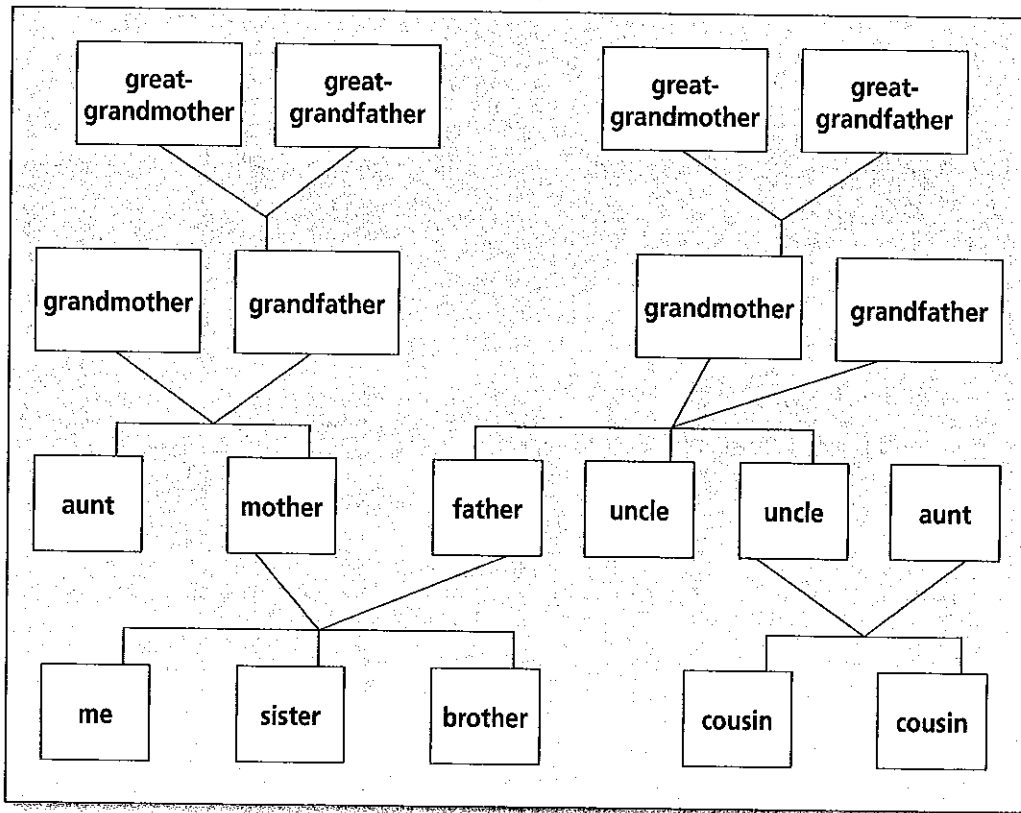 great-
grandmother
great-
grandfather
great-
grandmother
great-
grandfather
grandmother
grandfather
grandmother
grandfather
aunt
mother
father
uncle
uncle
aunt
me
sister
brother
cousin
cousin